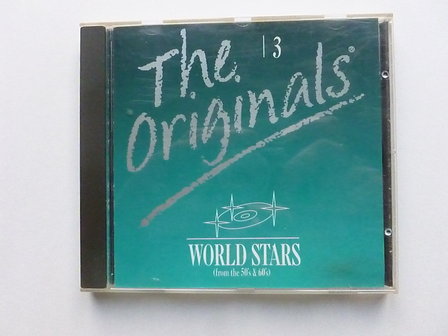 | 3
The
Originals®
WORLD STARS
(from the 50's & 60's)